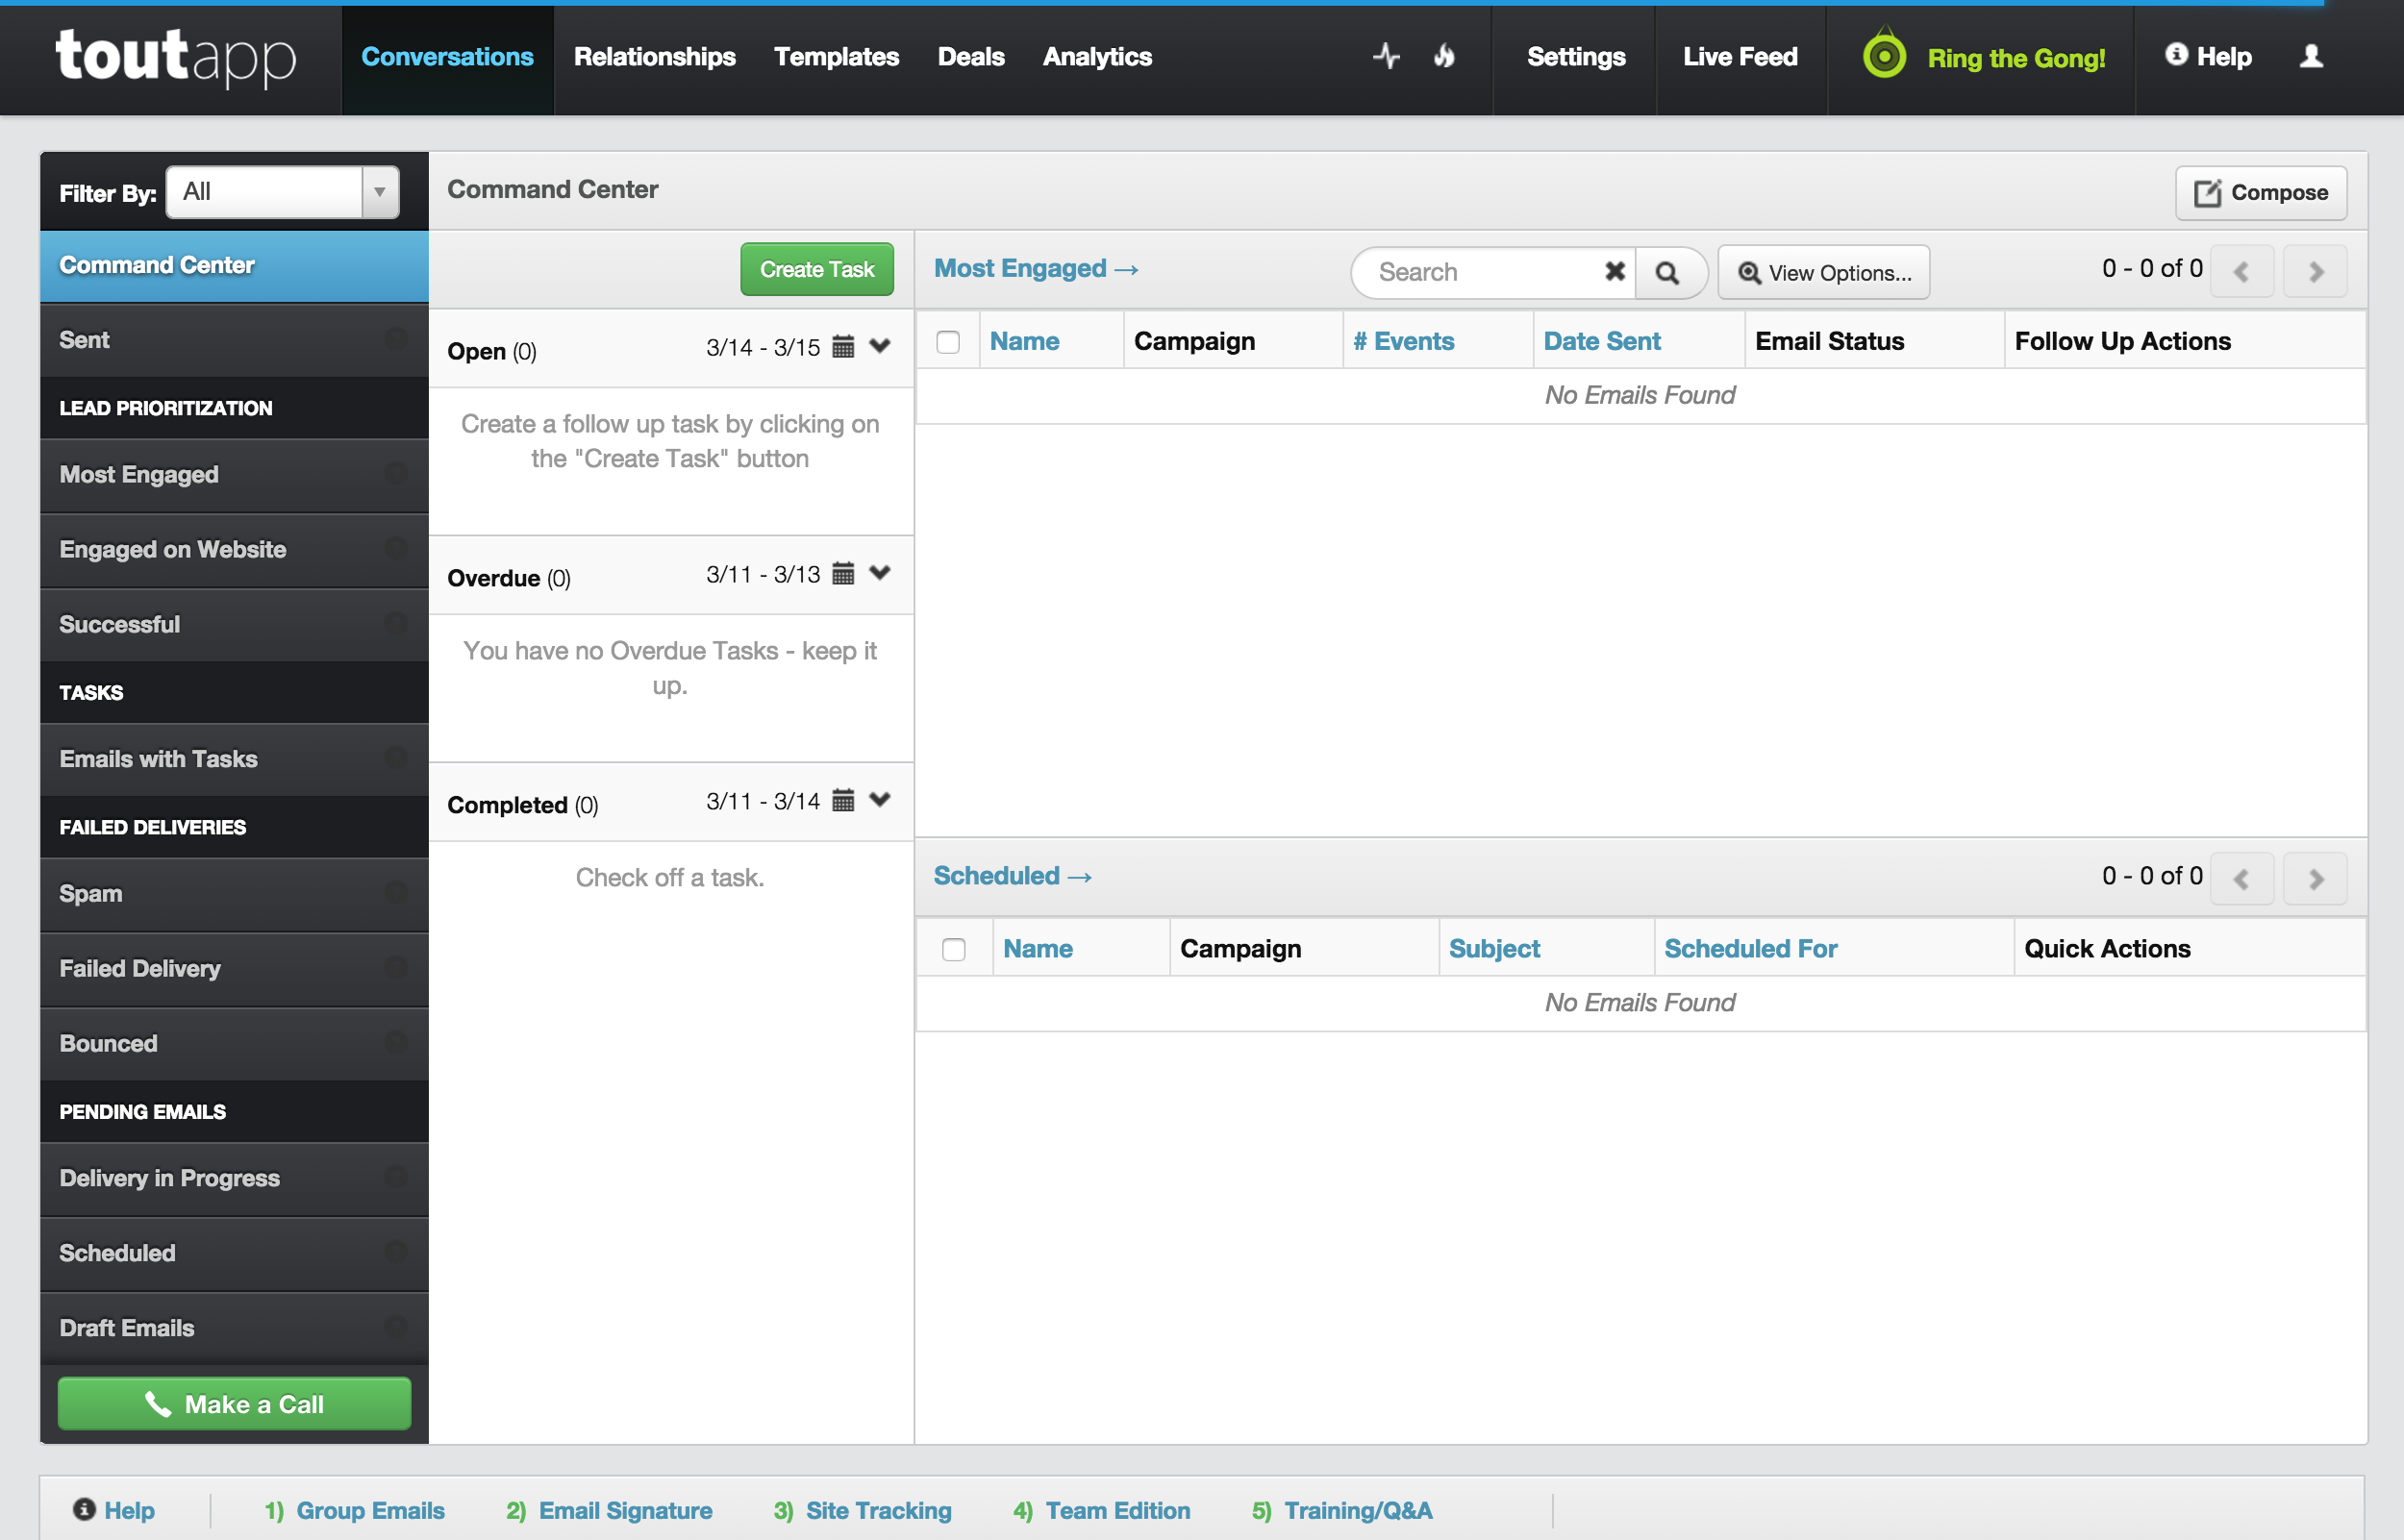 toutapp
Conversations Relationships Templates Deals Analytics Settings Live Feed Ring the Gong! Help
Filter By: All
Command Center
Sent
LEAD PRIORITIZATION
Most Engaged
Engaged on Website
Successful
TASKS
Emails with Tasks
FAILED DELIVERIES
Spam
Failed Delivery
Bounced
PENDING EMAILS
Delivery in Progress
Scheduled
Draft Emails
Make a Call
Command Center Compose
Create Task
Open (0) 3/14 - 3/15
Create a follow up task by clicking on
the "Create Task" button
Overdue (0) 3/11 - 3/13
You have no Overdue Tasks - keep it
up.
Completed (0) 3/11 - 3/14
Check off a task.
Most Engaged → Search View Options... 0 - 0 of 0
Name Campaign # Events Date Sent Email Status Follow Up Actions
No Emails Found
Scheduled → 0 - 0 of 0
Name Campaign Subject Scheduled For Quick Actions
No Emails Found
Help 1) Group Emails 2) Email Signature 3) Site Tracking 4) Team Edition 5) Training/Q&A